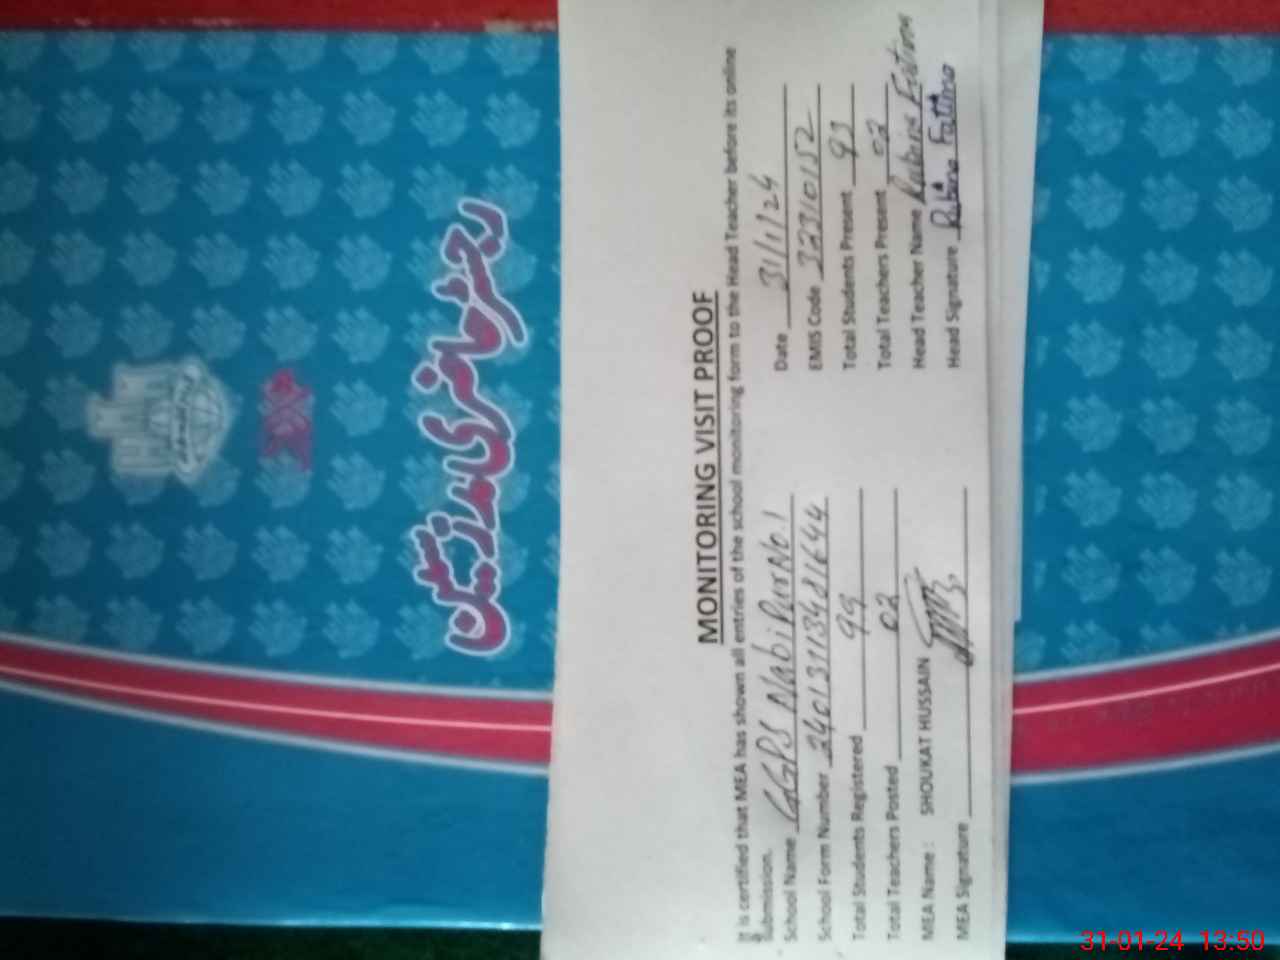 رجسٹر حاضری مدرسین
MONITORING VISIT PROOF
It is certified that MEA has shown all entries of the school monitoring form to the Head Teacher before its online
Submission.
School Name GGPS Nabi Pur No.1 Date 31/1/24
School Form Number 24013113481644 EMIS Code 32310152
Total Students Registered 99 Total Students Present 93
Total Teachers Posted 02 Total Teachers Present 02
MEA Name : SHOUKAT HUSSAIN Head Teacher Name Rubina Fatima
MEA Signature Head Signature Rubina Fatima
31-01-24 13:50